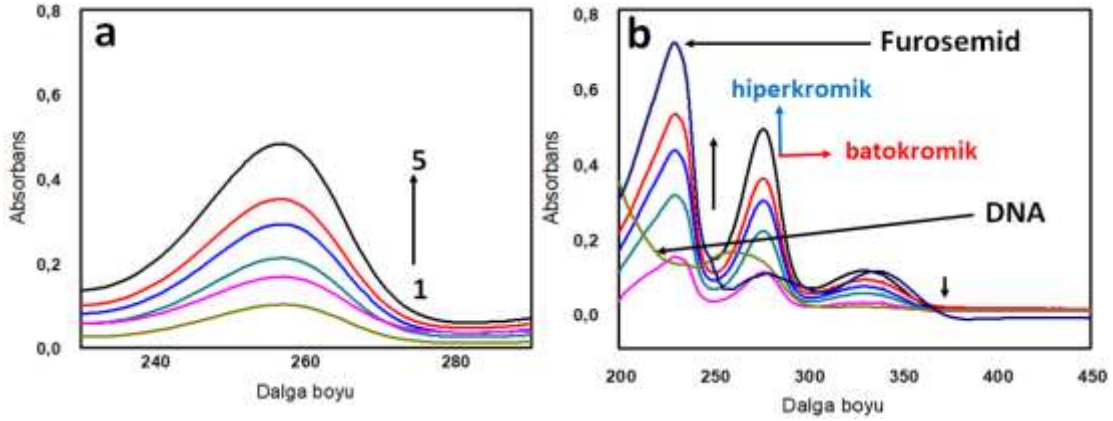 a
Absorbans
0,8
0,6
0,4
0,2
0,0
5
1
240 260 280
Dalga boyu
b
Absorbans
0,8
0,6
0,4
0,2
0,0
Furosemid
hiperkromik
batokromik
DNA
200 250 300 350 400 450
Dalga boyu